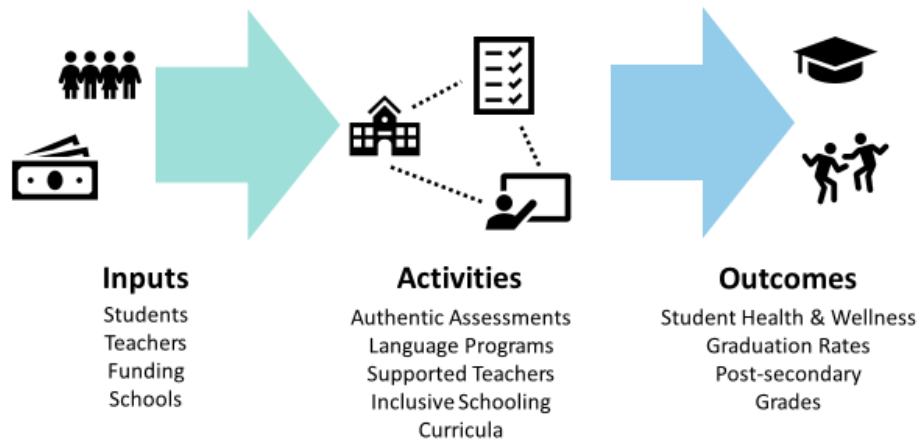 Inputs
Students
Teachers
Funding
Schools
Activities
Authentic Assessments
Language Programs
Supported Teachers
Inclusive Schooling
Curricula
Outcomes
Student Health & Wellness
Graduation Rates
Post-secondary
Grades